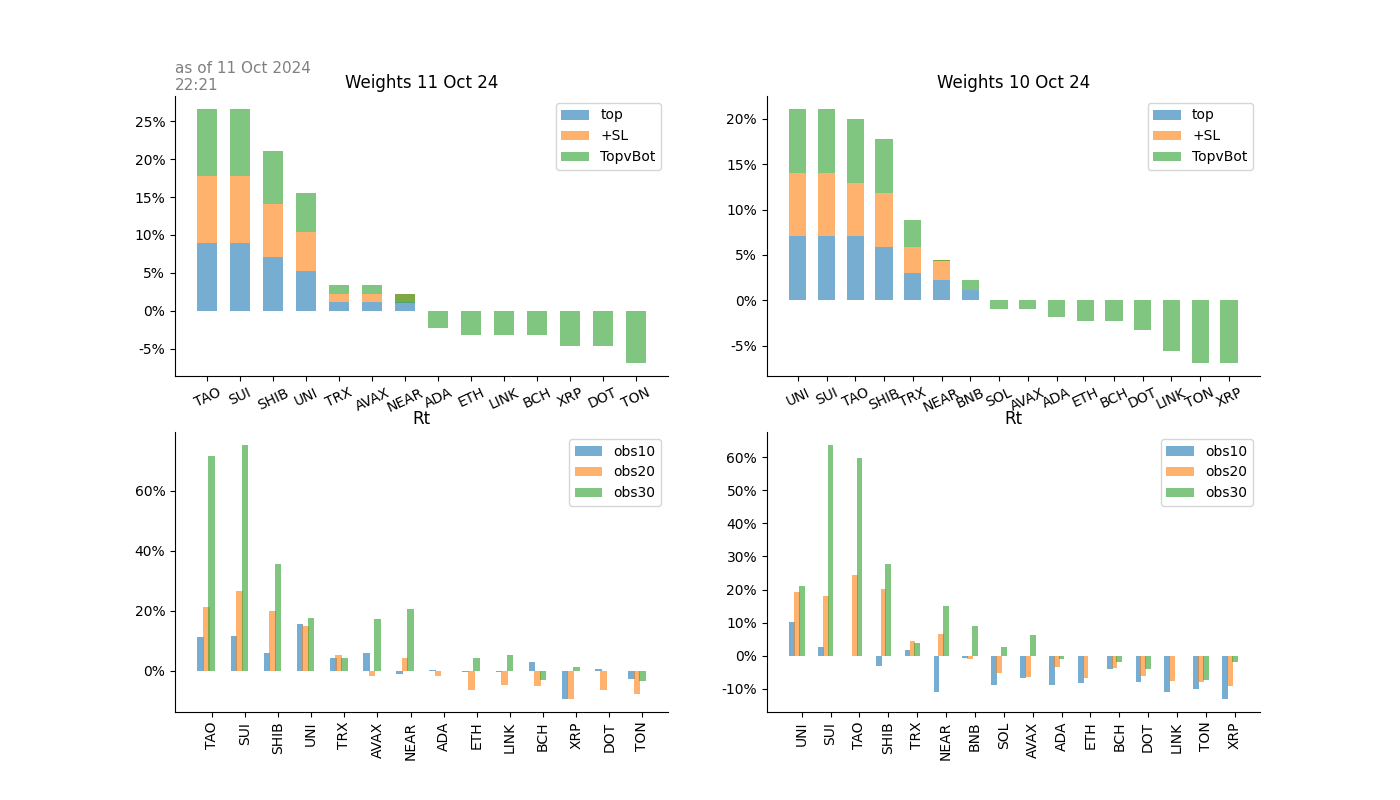 as of 11 Oct 2024
22:21
Weights 11 Oct 24
25%
20%
15%
10%
5%
0%
-5%
top
+SL
TopvBot
TAO SUI SHIB UNI TRX AVAX NEAR ADA ETH LINK BCH XRP DOT TON
Weights 10 Oct 24
20%
15%
10%
5%
0%
-5%
top
+SL
TopvBot
UNI SUI TAO SHIB TRX NEAR BNB SOL AVAX ADA ETH BCH DOT LINK TON XRP
Rt
60%
40%
20%
0%
obs10
obs20
obs30
TAO SUI SHIB UNI TRX AVAX NEAR ADA ETH LINK BCH XRP DOT TON
Rt
60%
50%
40%
30%
20%
10%
0%
-10%
obs10
obs20
obs30
UNI SUI TAO SHIB TRX NEAR BNB SOL AVAX ADA ETH BCH DOT LINK TON XRP